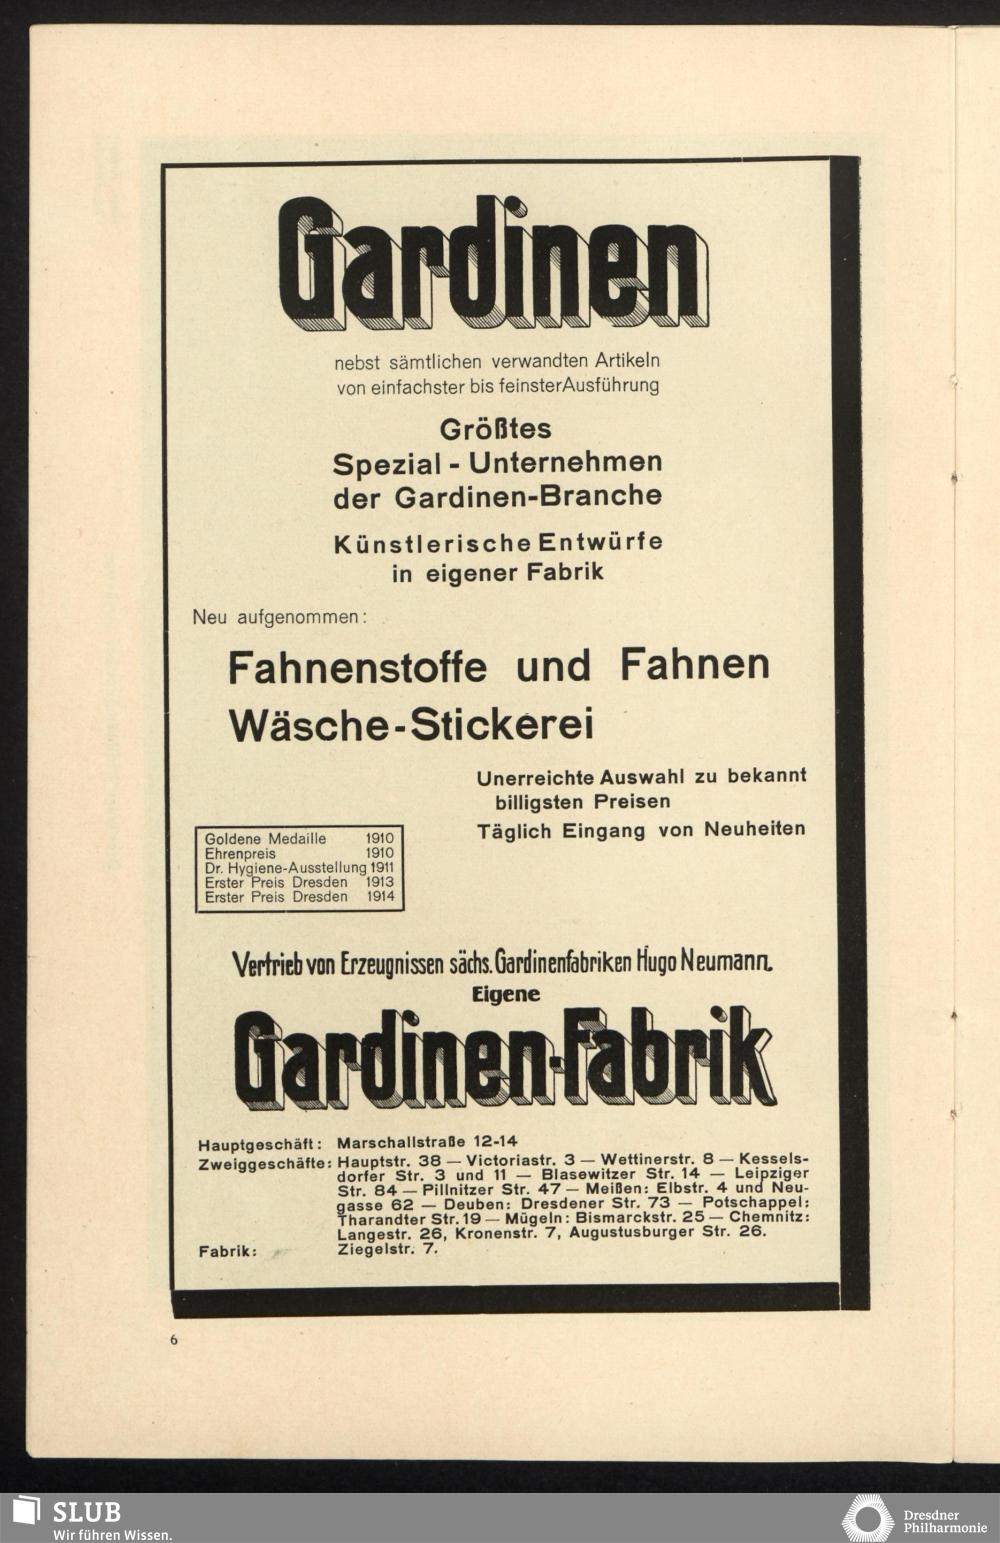 Gardinen
nebst sämtlichen verwandten Artikeln
von einfachster bis feinster Ausführung
Größtes
Spezial - Unternehmen
der Gardinen-Branche
Künstlerische Entwürfe
in eigener Fabrik
Neu aufgenommen:
Fahnenstoffe und Fahnen
Wäsche-Stickerei
Unerreichte Auswahl zu bekannt
billigsten Preisen
Täglich Eingang von Neuheiten
Goldene Medaille 1910
Ehrenpreis 1910
Dr. Hygiene-Ausstellung 1911
Erster Preis Dresden 1913
Erster Preis Dresden 1914
Vertrieb von Erzeugnissen sächs. Gardinenfabriken Hugo Neumann.
Eigene
Gardinen-Fabrik
Hauptgeschäft: Marschallstraße 12-14
Zweiggeschäfte: Hauptstr. 38 — Victoriastr. 3 — Wettinerstr. 8 — Kessels-
dorfer Str. 3 und 11 — Blasewitzer Str. 14 — Leipziger
Str. 84 — Pillnitzer Str. 47 — Meißen: Elbstr. 4 und Neu-
gasse 62 — Deuben: Dresdener Str. 73 — Potschappel:
Tharandter Str. 19 — Mügeln: Bismarckstr. 25 — Chemnitz:
Langestr. 26, Kronenstr. 7, Augustusburger Str. 26.
Fabrik: Ziegelstr. 7.
6
SLUB
Wir führen Wissen.
Dresdner
Philharmonie